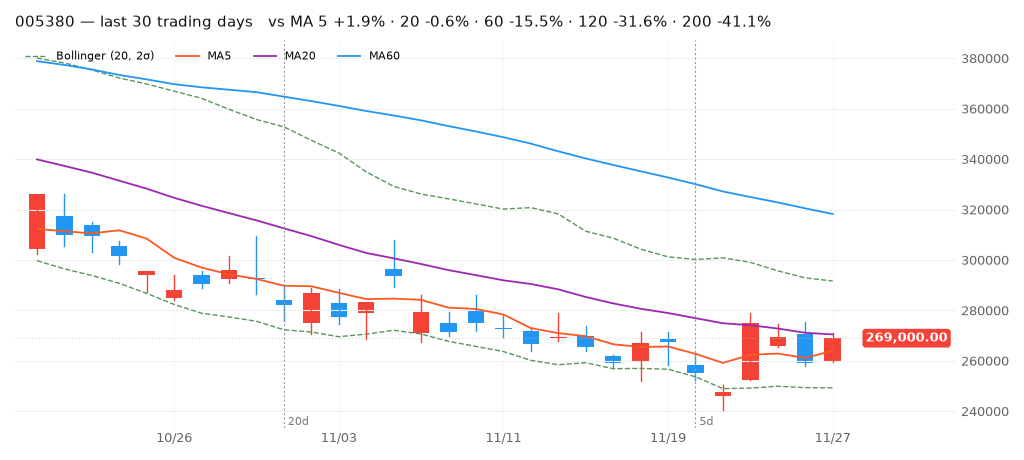 005380 — last 30 trading days vs MA 5 +1.9% · 20 -0.6% · 60 -15.5% · 120 -31.6% · 200 -41.1%
Bollinger (20, 2σ) MA5 MA20 MA60
380000
360000
340000
320000
300000
280000
269,000.00
260000
240000
20d 5d
10/26 11/03 11/11 11/19 11/27